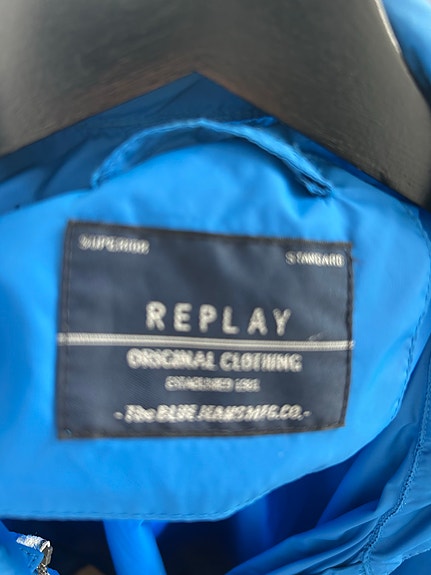 SUPERIOR STANDARD
REPLAY
ORIGINAL CLOTHING
ESTABLISHED 1981
- The BLUE JEANS MFG.CO. -